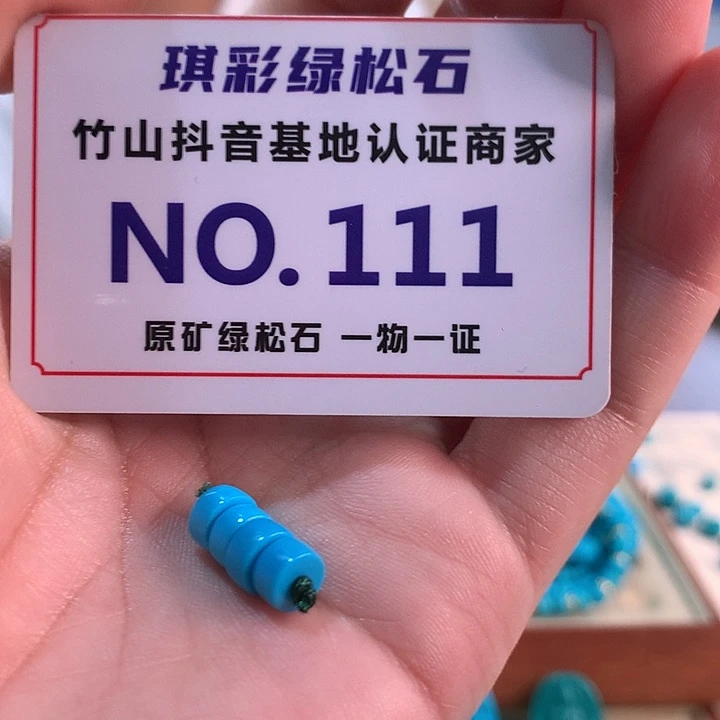 琪彩绿松石
竹山抖音基地认证商家
NO.111
原矿绿松石 一物一证